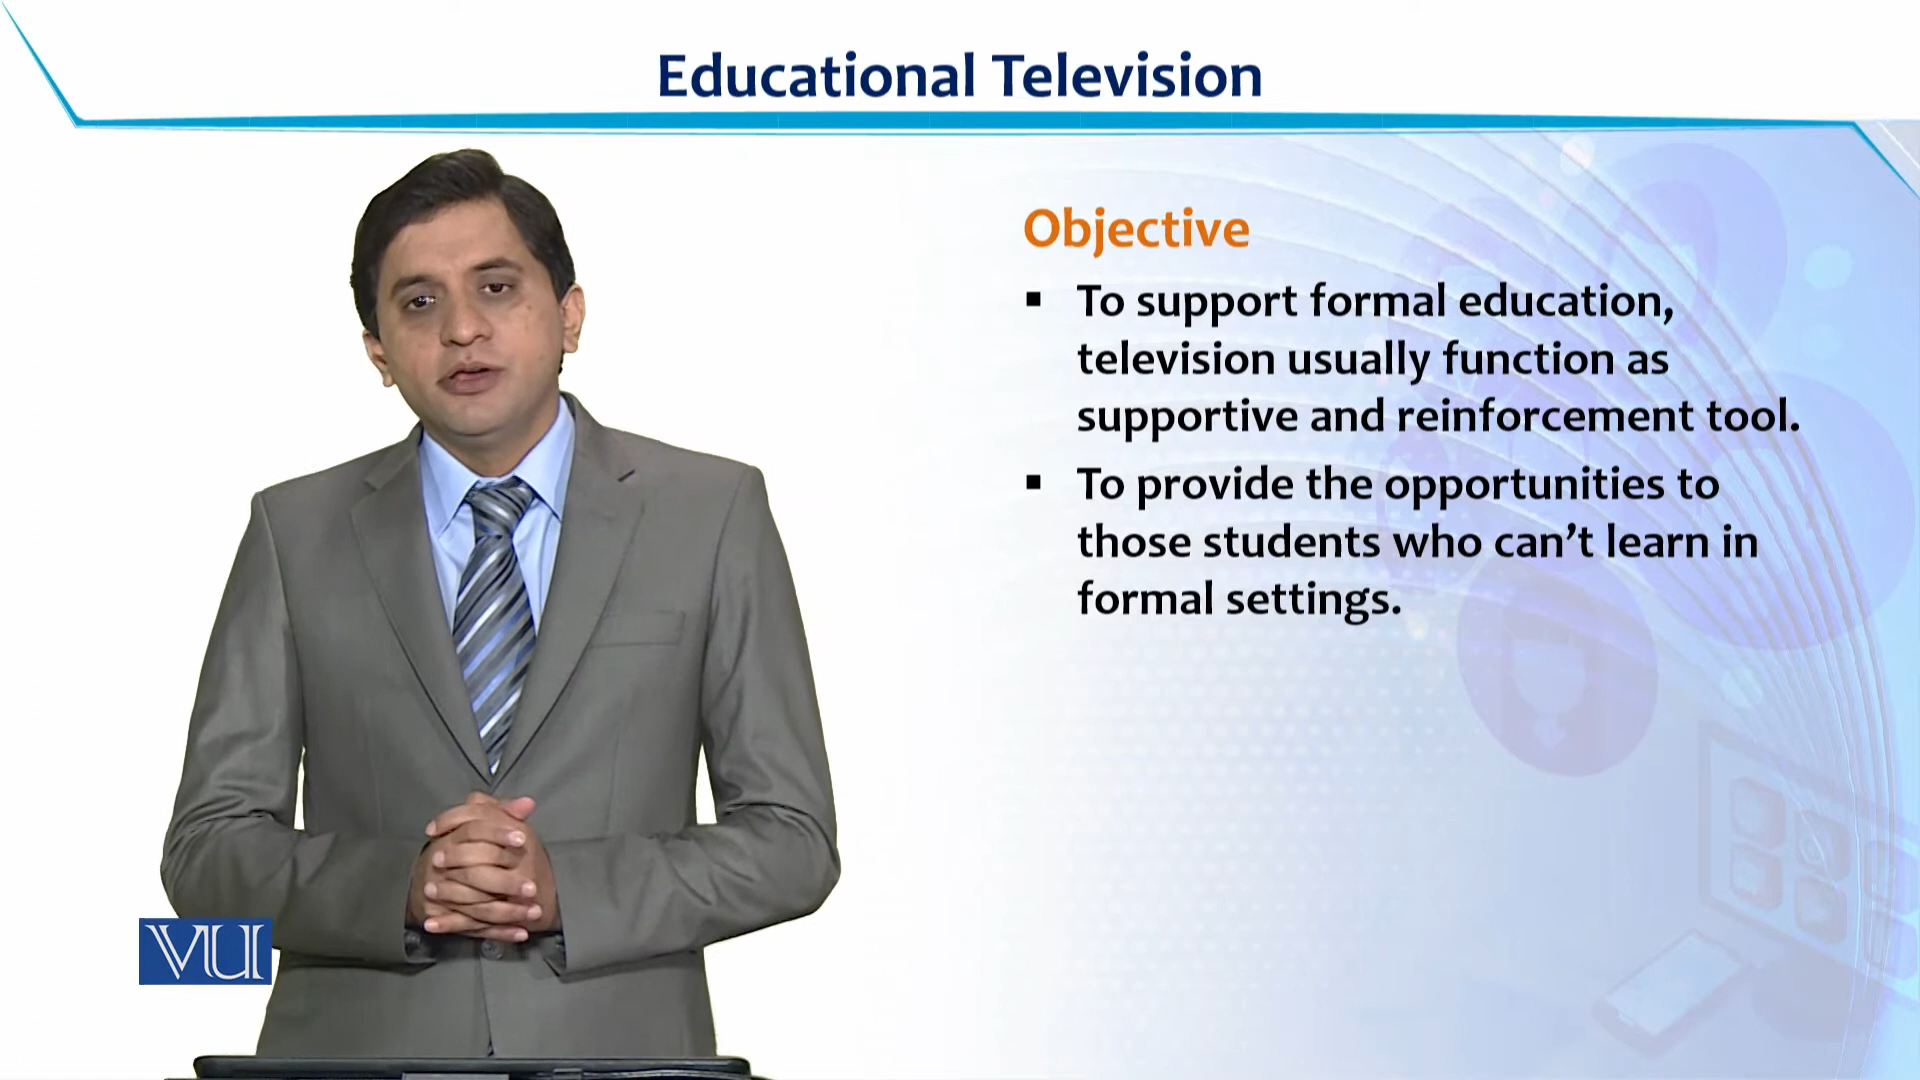 Educational Television
Objective
▪ To support formal education,
television usually function as
supportive and reinforcement tool.
▪ To provide the opportunities to
those students who can’t learn in
formal settings.
VU